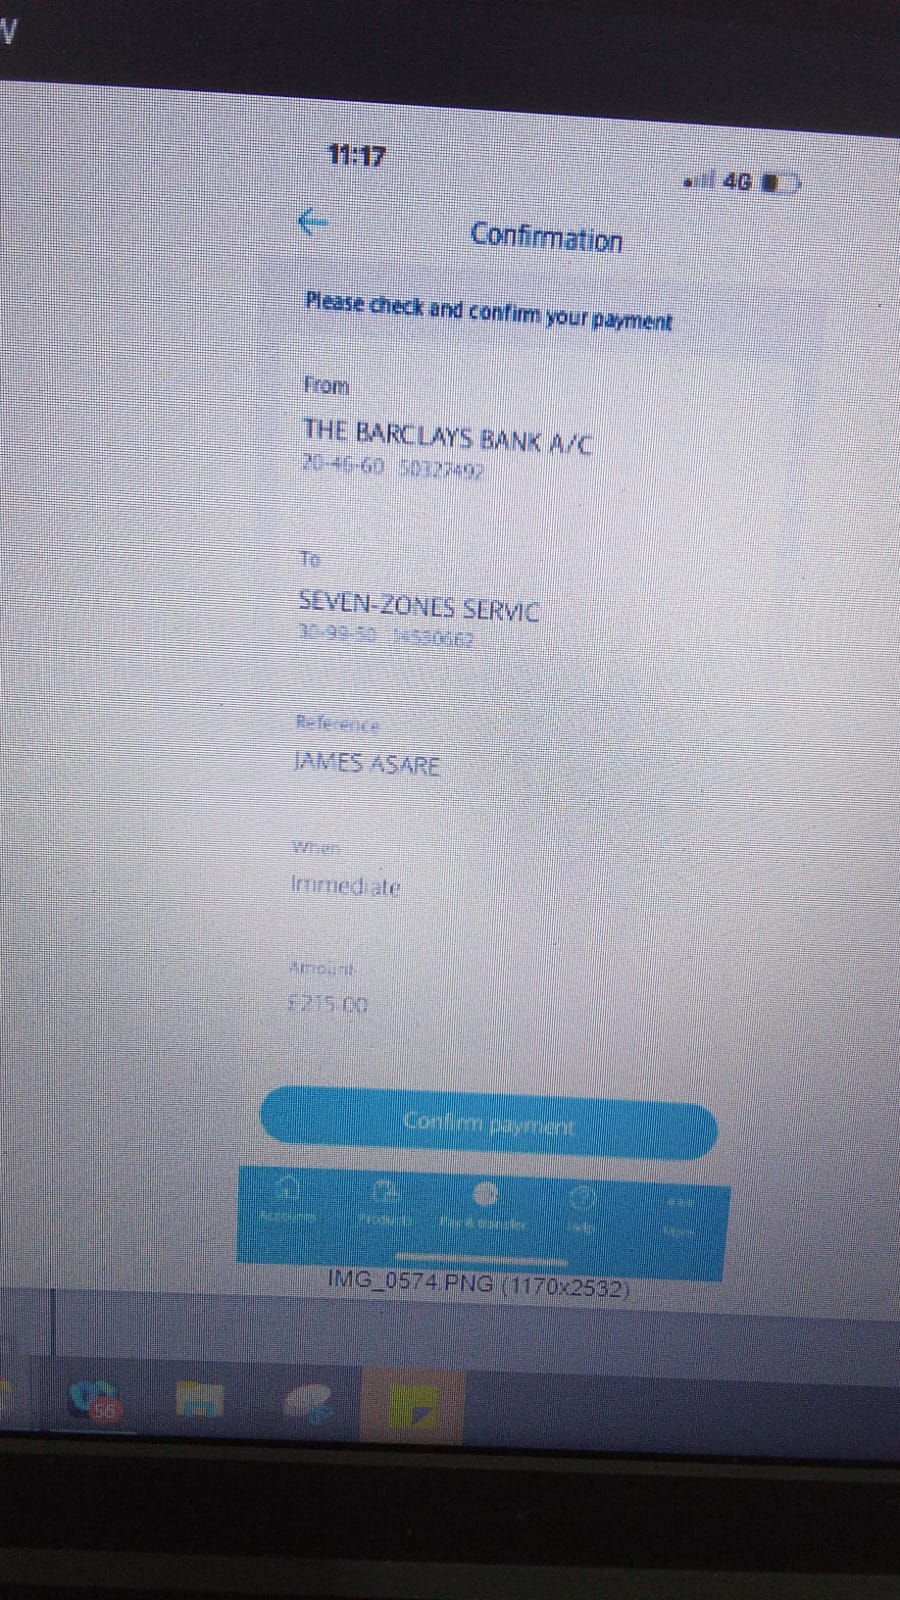 11:17
4G
Confirmation
Please check and confirm your payment
From
THE BARCLAYS BANK A/C
20-46-60 50327492
To
SEVEN-ZONES SERVIC
30-99-50
Reference
JAMES ASARE
When
Immediate
Amount
£215.00
Confirm payment
Accounts Products Pay & transfer Help More
IMG_0574.PNG (1170x2532)
56